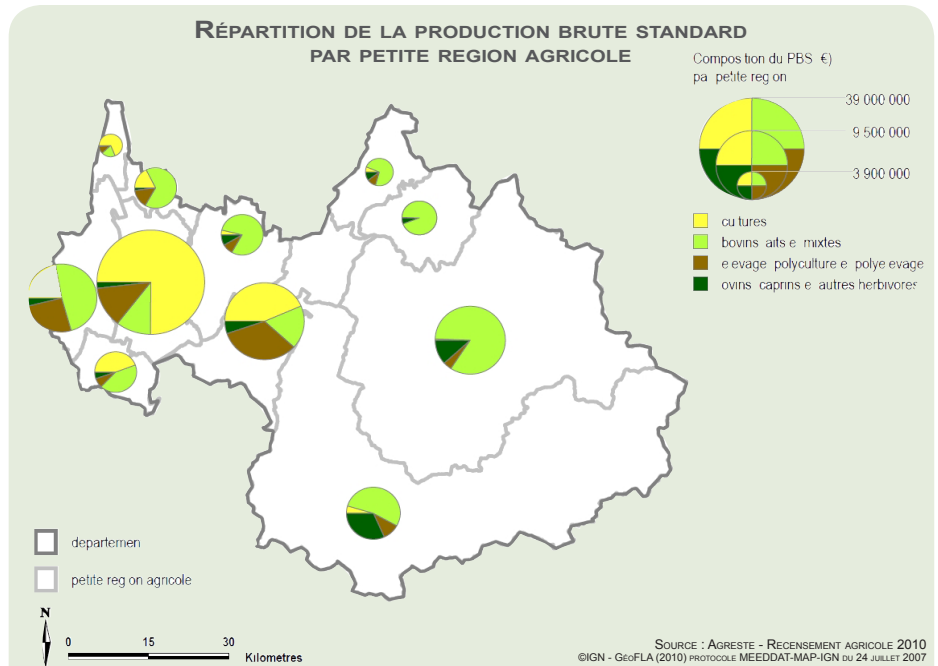 RÉPARTITION DE LA PRODUCTION BRUTE STANDARD
PAR PETITE REGION AGRICOLE
Compos tion du PBS €)
pa petite reg on
39 000 000
9 500 000
3 900 000
cu tures
bovins aits e mixtes
e evage polyculture e polye evage
ovins caprins e autres herbivores
departemen
petite reg on agricole
N
0 15 30
Kilometres
SOURCE : AGRESTE - RECENSEMENT AGRICOLE 2010
©IGN - GÉOFLA (2010) PROTOCOLE MEEDDAT-MAP-IGN DU 24 JUILLET 2007